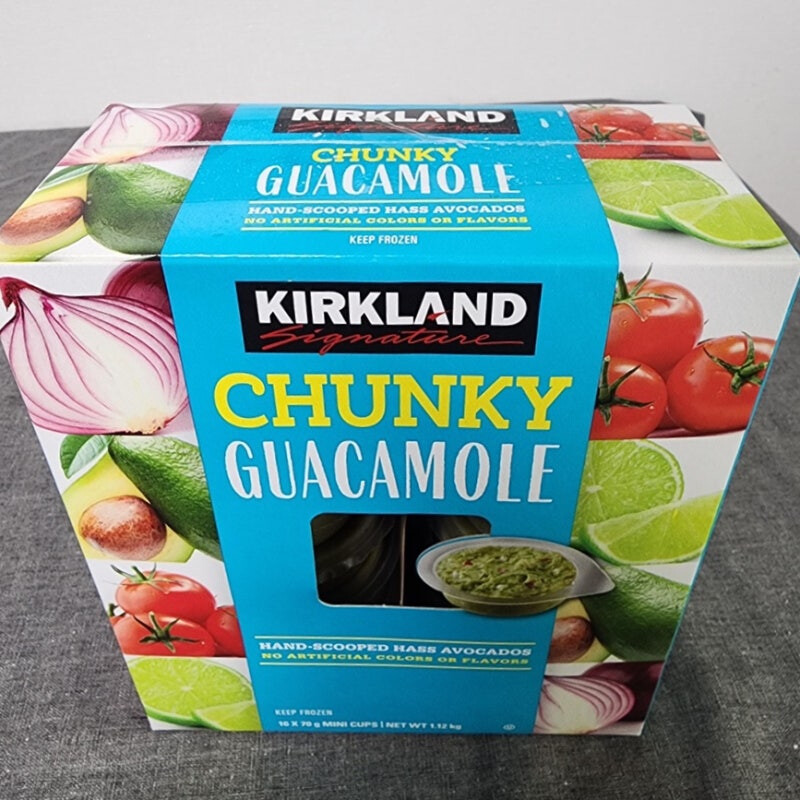 KIRKLAND
Signature
CHUNKY
GUACAMOLE
HAND-SCOOPED HASS AVOCADOS
NO ARTIFICIAL COLORS OR FLAVORS
KEEP FROZEN
KIRKLAND
Signature
CHUNKY
GUACAMOLE
HAND-SCOOPED HASS AVOCADOS
NO ARTIFICIAL COLORS OR FLAVORS
KEEP FROZEN
16 X 70 g MINI CUPS | NET WT 1.12 kg